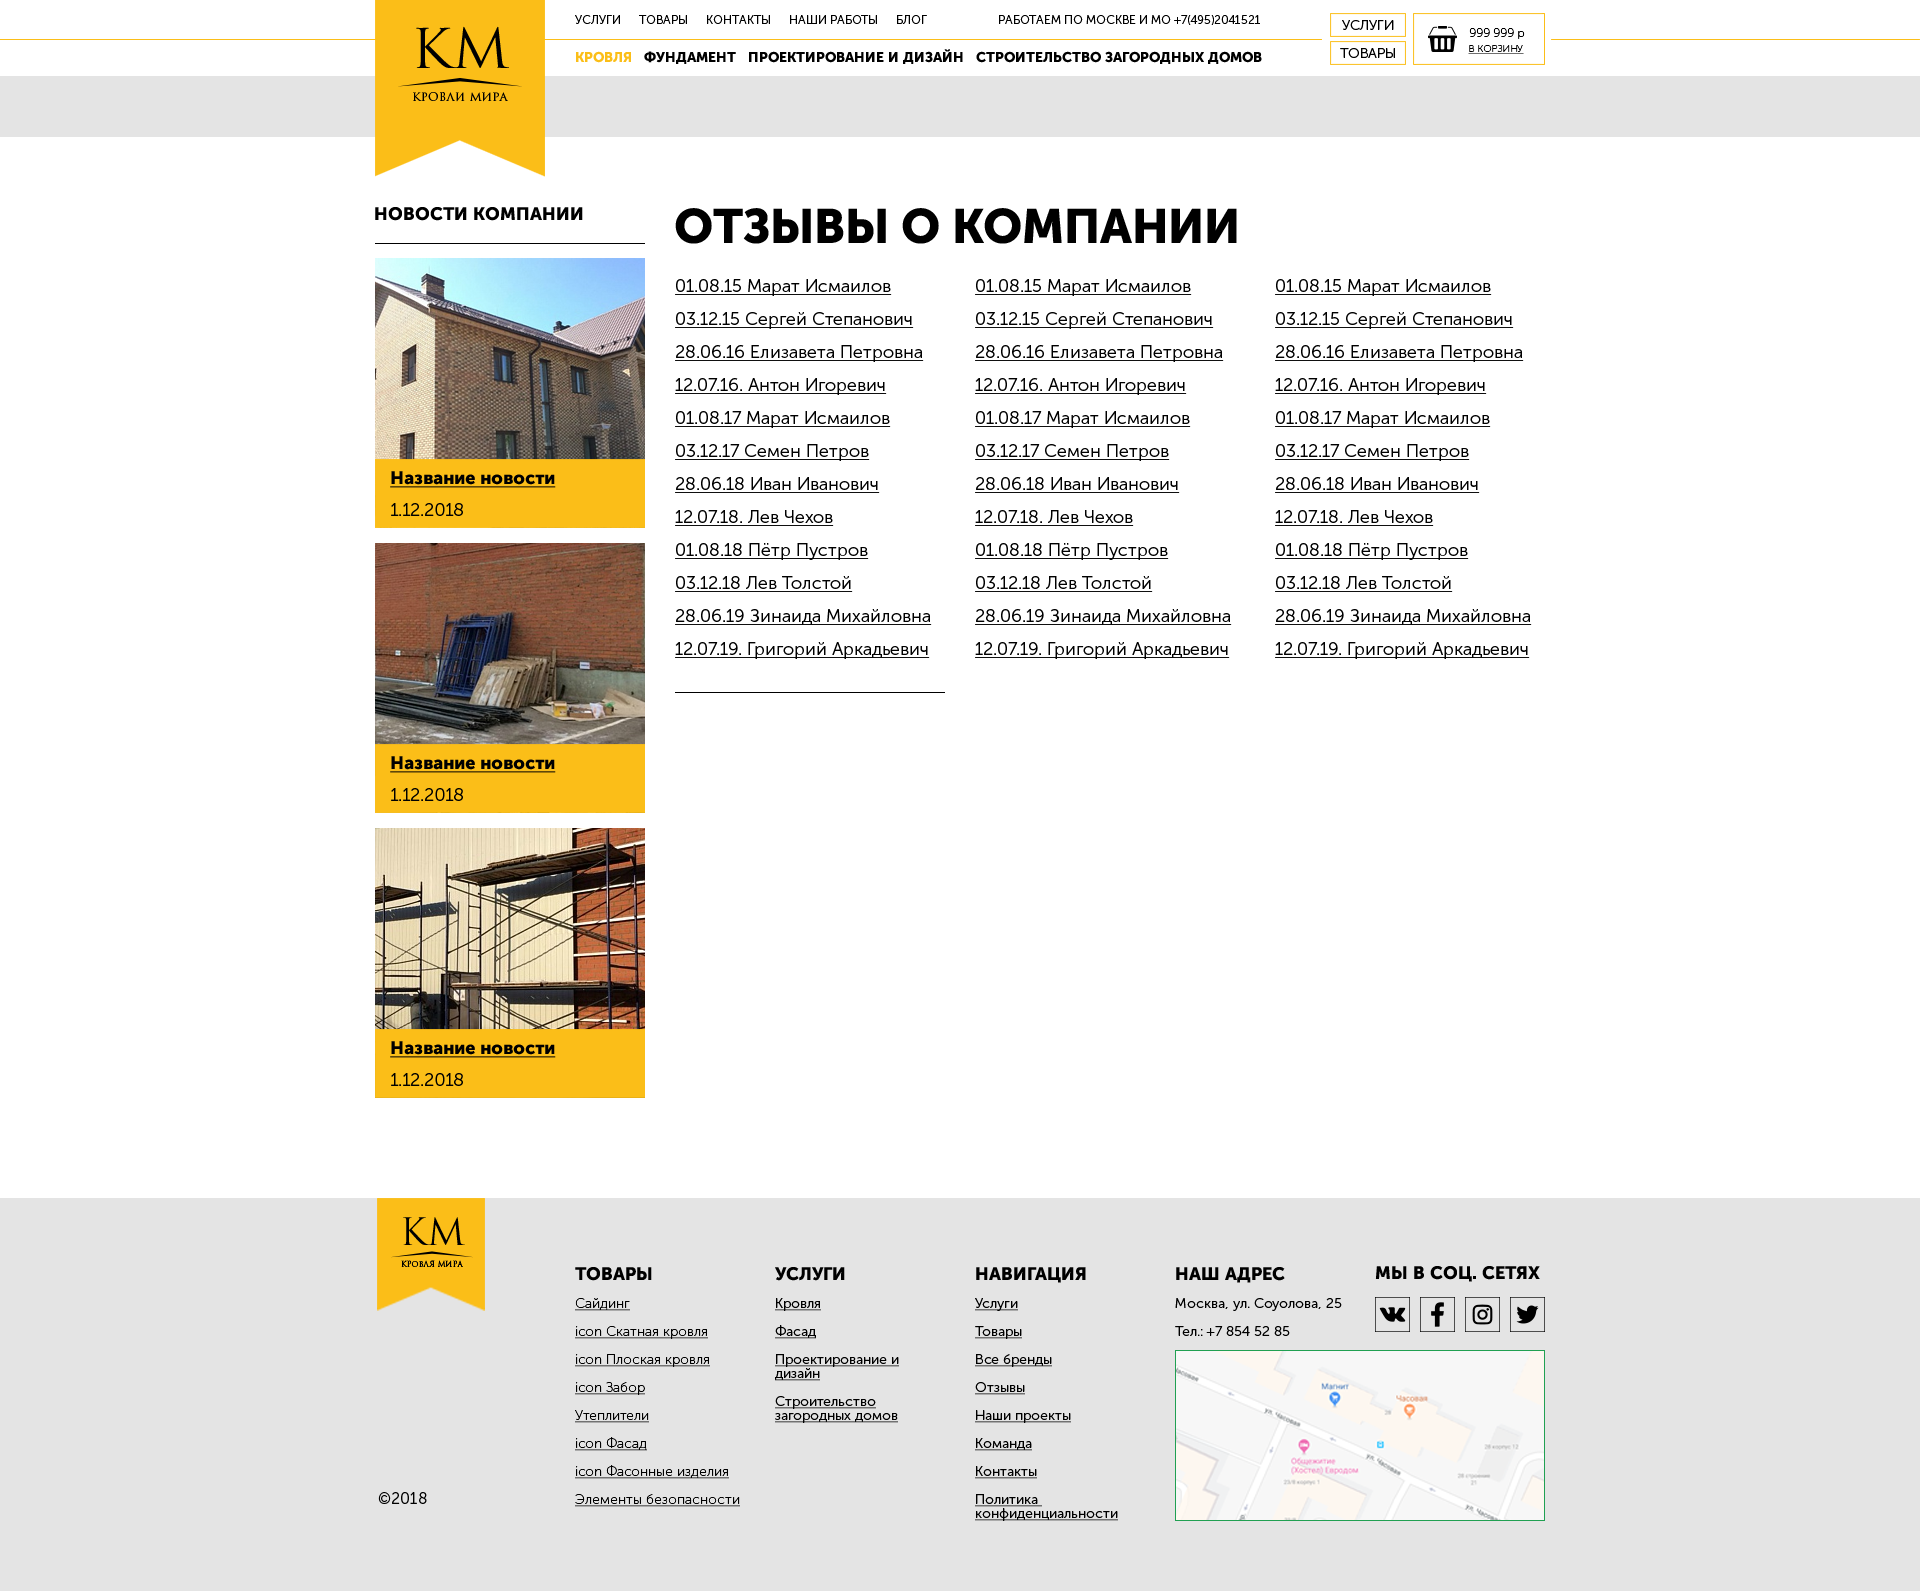 КМ
КРОВЛИ МИРА
УСЛУГИ ТОВАРЫ КОНТАКТЫ НАШИ РАБОТЫ БЛОГ РАБОТАЕМ ПО МОСКВЕ И МО +7(495)2041521
КРОВЛЯ ФУНДАМЕНТ ПРОЕКТИРОВАНИЕ И ДИЗАЙН СТРОИТЕЛЬСТВО ЗАГОРОДНЫХ ДОМОВ
УСЛУГИ
ТОВАРЫ
999 999 р
В КОРЗИНУ
НОВОСТИ КОМПАНИИ
Название новости
1.12.2018
Название новости
1.12.2018
Название новости
1.12.2018
ОТЗЫВЫ О КОМПАНИИ
01.08.15 Марат Исмаилов
03.12.15 Сергей Степанович
28.06.16 Елизавета Петровна
12.07.16. Антон Игоревич
01.08.17 Марат Исмаилов
03.12.17 Семен Петров
28.06.18 Иван Иванович
12.07.18. Лев Чехов
01.08.18 Пётр Пустров
03.12.18 Лев Толстой
28.06.19 Зинаида Михайловна
12.07.19. Григорий Аркадьевич
01.08.15 Марат Исмаилов
03.12.15 Сергей Степанович
28.06.16 Елизавета Петровна
12.07.16. Антон Игоревич
01.08.17 Марат Исмаилов
03.12.17 Семен Петров
28.06.18 Иван Иванович
12.07.18. Лев Чехов
01.08.18 Пётр Пустров
03.12.18 Лев Толстой
28.06.19 Зинаида Михайловна
12.07.19. Григорий Аркадьевич
01.08.15 Марат Исмаилов
03.12.15 Сергей Степанович
28.06.16 Елизавета Петровна
12.07.16. Антон Игоревич
01.08.17 Марат Исмаилов
03.12.17 Семен Петров
28.06.18 Иван Иванович
12.07.18. Лев Чехов
01.08.18 Пётр Пустров
03.12.18 Лев Толстой
28.06.19 Зинаида Михайловна
12.07.19. Григорий Аркадьевич
КМ
КРОВЛЯ МИРА
©2018
ТОВАРЫ
Сайдинг
icon Скатная кровля
icon Плоская кровля
icon Забор
Утеплители
icon Фасад
icon Фасонные изделия
Элементы безопасности
УСЛУГИ
Кровля
Фасад
Проектирование и
дизайн
Строительство
загородных домов
НАВИГАЦИЯ
Услуги
Товары
Все бренды
Отзывы
Наши проекты
Команда
Контакты
Политика
конфиденциальности
НАШ АДРЕС
Москва, ул. Соуолова, 25
Тел.: +7 854 52 85
МЫ В СОЦ. СЕТЯХ
Часовая
Магнит
Часовая
ул. Часовая
28
28 корпус 12
Общежитие
(Хостел) Евродом
ул. Часовая
23/8 корпус 1
28 строение
21
ул. Часовая